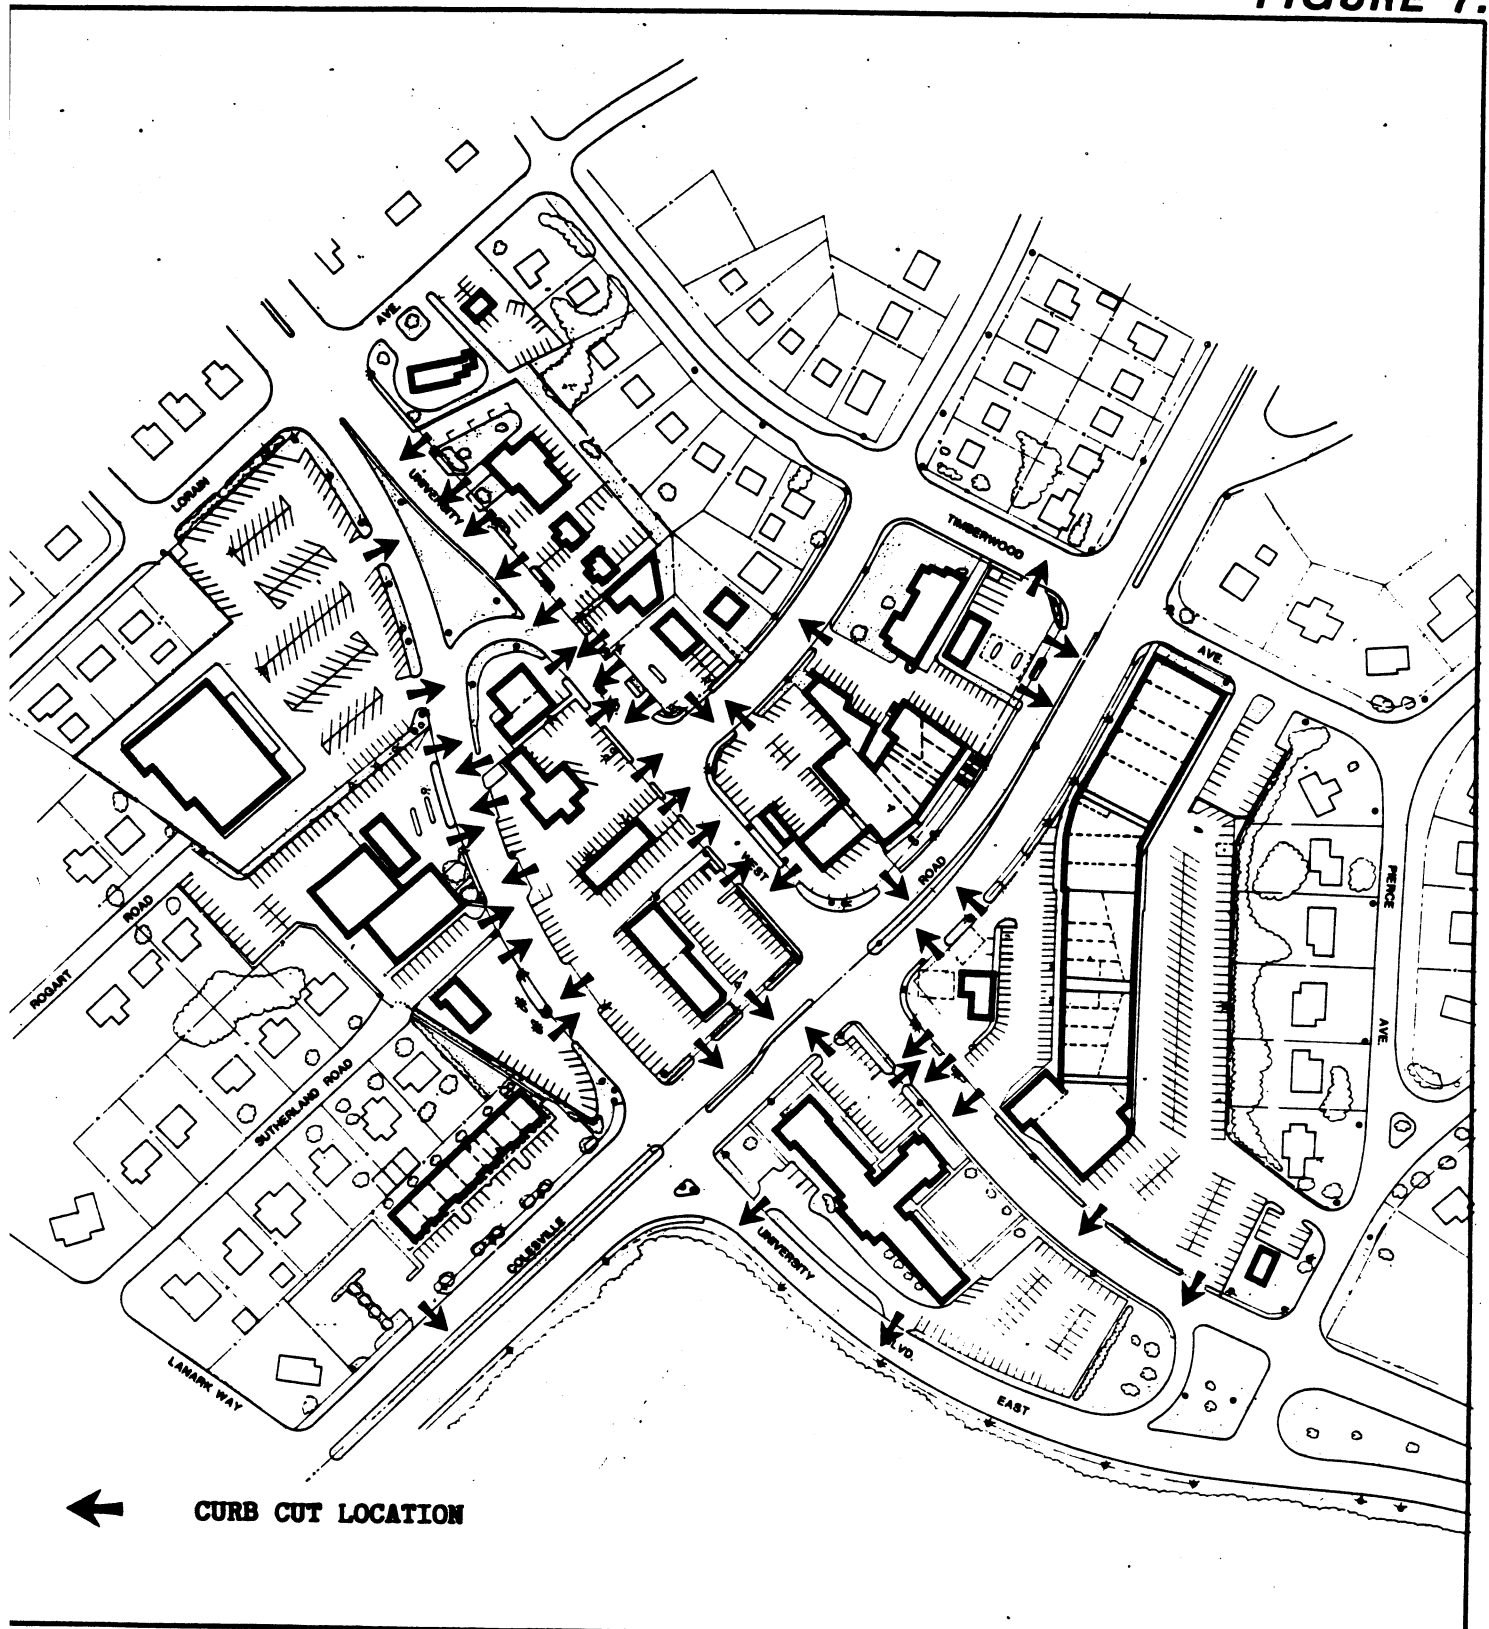 FIGURE 7.
AVE.
LORAIN
UNIVERSITY
TIMBERWOOD
AVE.
WEST
ROAD
PIERCE
AVE.
ROGART ROAD
SUTHERLAND ROAD
COLESVILLE
UNIVERSITY
BLVD.
EAST
LANARK WAY
CURB CUT LOCATION